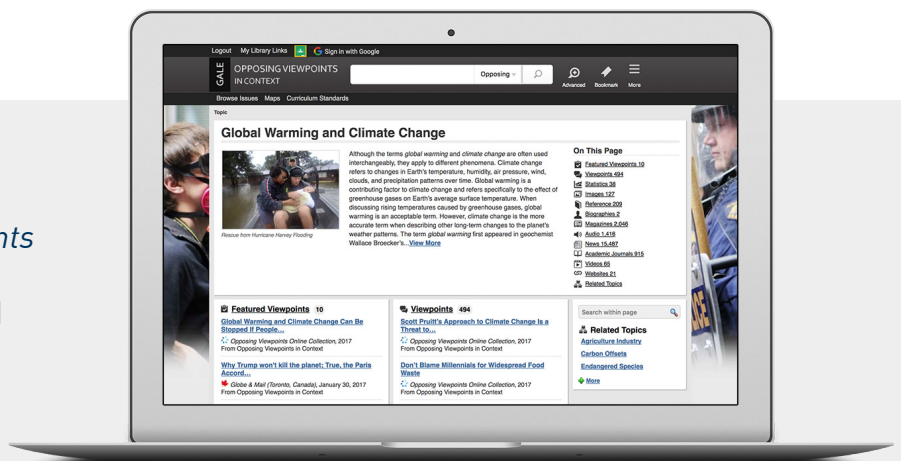 nts
Logout My Library Links Sign in with Google
GALE
OPPOSING VIEWPOINTS
IN CONTEXT
Opposing
Advanced Bookmark More
Browse Issues Maps Curriculum Standards
Topic
Global Warming and Climate Change
Although the terms global warming and climate change are often used
interchangeably, they apply to different phenomena. Climate change
refers to changes in Earth's temperature, humidity, air pressure, wind,
clouds, and precipitation patterns over time. Global warming is a
contributing factor to climate change and refers specifically to the effect of
greenhouse gases on Earth's average surface temperature. When
discussing rising temperatures caused by greenhouse gases, global
warming is an acceptable term. However, climate change is the more
accurate term when describing other long-term changes to the planet's
weather patterns. The term global warming first appeared in geochemist
Wallace Broecker's...View More
Rescue from Hurricane Harvey Flooding
On This Page
Featured Viewpoints 10
Viewpoints 494
Statistics 38
Images 127
Reference 209
Biographies 2
Magazines 2,046
Audio 1,416
News 15,487
Academic Journals 915
Videos 65
Websites 21
Related Topics
Featured Viewpoints 10
Global Warming and Climate Change Can Be
Stopped If People...
Opposing Viewpoints Online Collection, 2017
From Opposing Viewpoints in Context
Why Trump won't kill the planet; True, the Paris
Accord...
Globe & Mail (Toronto, Canada), January 30, 2017
From Opposing Viewpoints in Context
Viewpoints 494
Scott Pruitt's Approach to Climate Change Is a
Threat to...
Opposing Viewpoints Online Collection, 2017
From Opposing Viewpoints in Context
Don't Blame Millennials for Widespread Food
Waste
Opposing Viewpoints Online Collection, 2017
From Opposing Viewpoints in Context
Search within page
Related Topics
Agriculture Industry
Carbon Offsets
Endangered Species
More